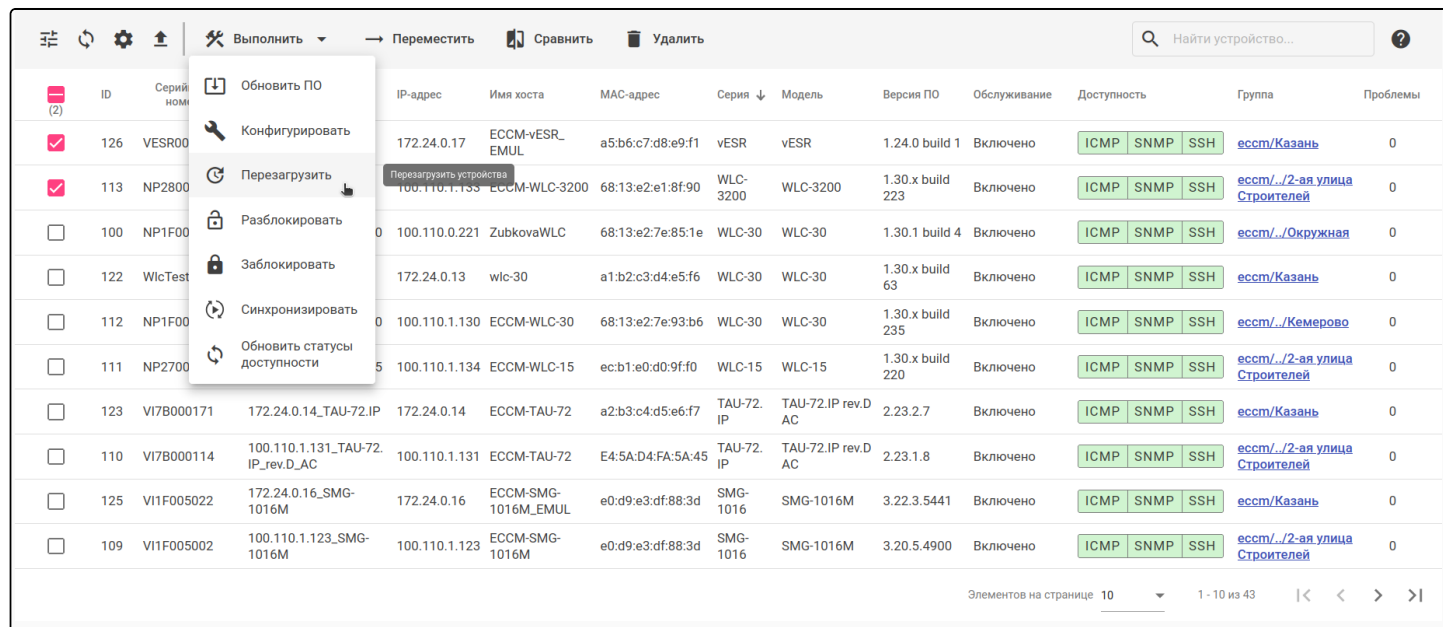 Выполнить Переместить Сравнить Удалить Найти устройство...
Обновить ПО
Конфигурировать
Перезагрузить
Разблокировать
Заблокировать
Синхронизировать
Обновить статусы
доступности
Перезагрузить устройства
(2) ID IP-адрес Имя хоста MAC-адрес Серия Модель Версия ПО Обслуживание Доступность Группа Проблемы
126 VESR00 172.24.0.17 ECCM-vESR_ a5:b6:c7:d8:e9:f1 vESR vESR 1.24.0 build 1 Включено ICMP SNMP SSH eccm/Казань 0
EMUL
113 NP2800 100.110.1.133 ECCM-WLC-3200 68:13:e2:e1:8f:90 WLC- WLC-3200 1.30.x build Включено ICMP SNMP SSH eccm/../2-ая улица 0
3200 223 Строителей
100 NP1F00 0 100.110.0.221 ZubkovaWLC 68:13:e2:7e:85:1e WLC-30 WLC-30 1.30.1 build 4 Включено ICMP SNMP SSH eccm/../Окружная 0
122 WlcTest 172.24.0.13 wlc-30 a1:b2:c3:d4:e5:f6 WLC-30 WLC-30 1.30.x build Включено ICMP SNMP SSH eccm/Казань 0
63
112 NP1F00 0 100.110.1.130 ECCM-WLC-30 68:13:e2:7e:93:b6 WLC-30 WLC-30 1.30.x build Включено ICMP SNMP SSH eccm/../Кемерово 0
235
111 NP2700 5 100.110.1.134 ECCM-WLC-15 ec:b1:e0:d0:9f:f0 WLC-15 WLC-15 1.30.x build Включено ICMP SNMP SSH eccm/../2-ая улица 0
220 Строителей
123 VI7B000171 172.24.0.14_TAU-72.IP 172.24.0.14 ECCM-TAU-72 a2:b3:c4:d5:e6:f7 TAU-72. TAU-72.IP rev.D 2.23.2.7 Включено ICMP SNMP SSH eccm/Казань 0
IP AC
110 VI7B000114 100.110.1.131_TAU-72. 100.110.1.131 ECCM-TAU-72 E4:5A:D4:FA:5A:45 TAU-72. TAU-72.IP rev.D 2.23.1.8 Включено ICMP SNMP SSH eccm/../2-ая улица 0
IP_rev.D_AC IP AC Строителей
125 VI1F005022 172.24.0.16_SMG- 172.24.0.16 ECCM-SMG- e0:d9:e3:df:88:3d SMG- SMG-1016M 3.22.3.5441 Включено ICMP SNMP SSH eccm/Казань 0
1016M 1016M_EMUL 1016
109 VI1F005002 100.110.1.123_SMG- 100.110.1.123 ECCM-SMG- e0:d9:e3:df:88:3d SMG- SMG-1016M 3.20.5.4900 Включено ICMP SNMP SSH eccm/../2-ая улица 0
1016M 1016M 1016 Строителей
Элементов на странице 10 1 - 10 из 43